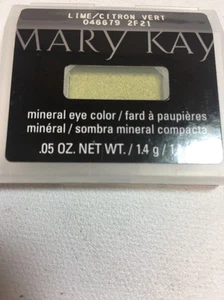 LIME/CITRON VERT
046679 2F21
MARY KAY
mineral eye color / fard à paupières
minéral / sombra mineral compacta
.05 OZ. NET WT. / 1.4 g / 1.